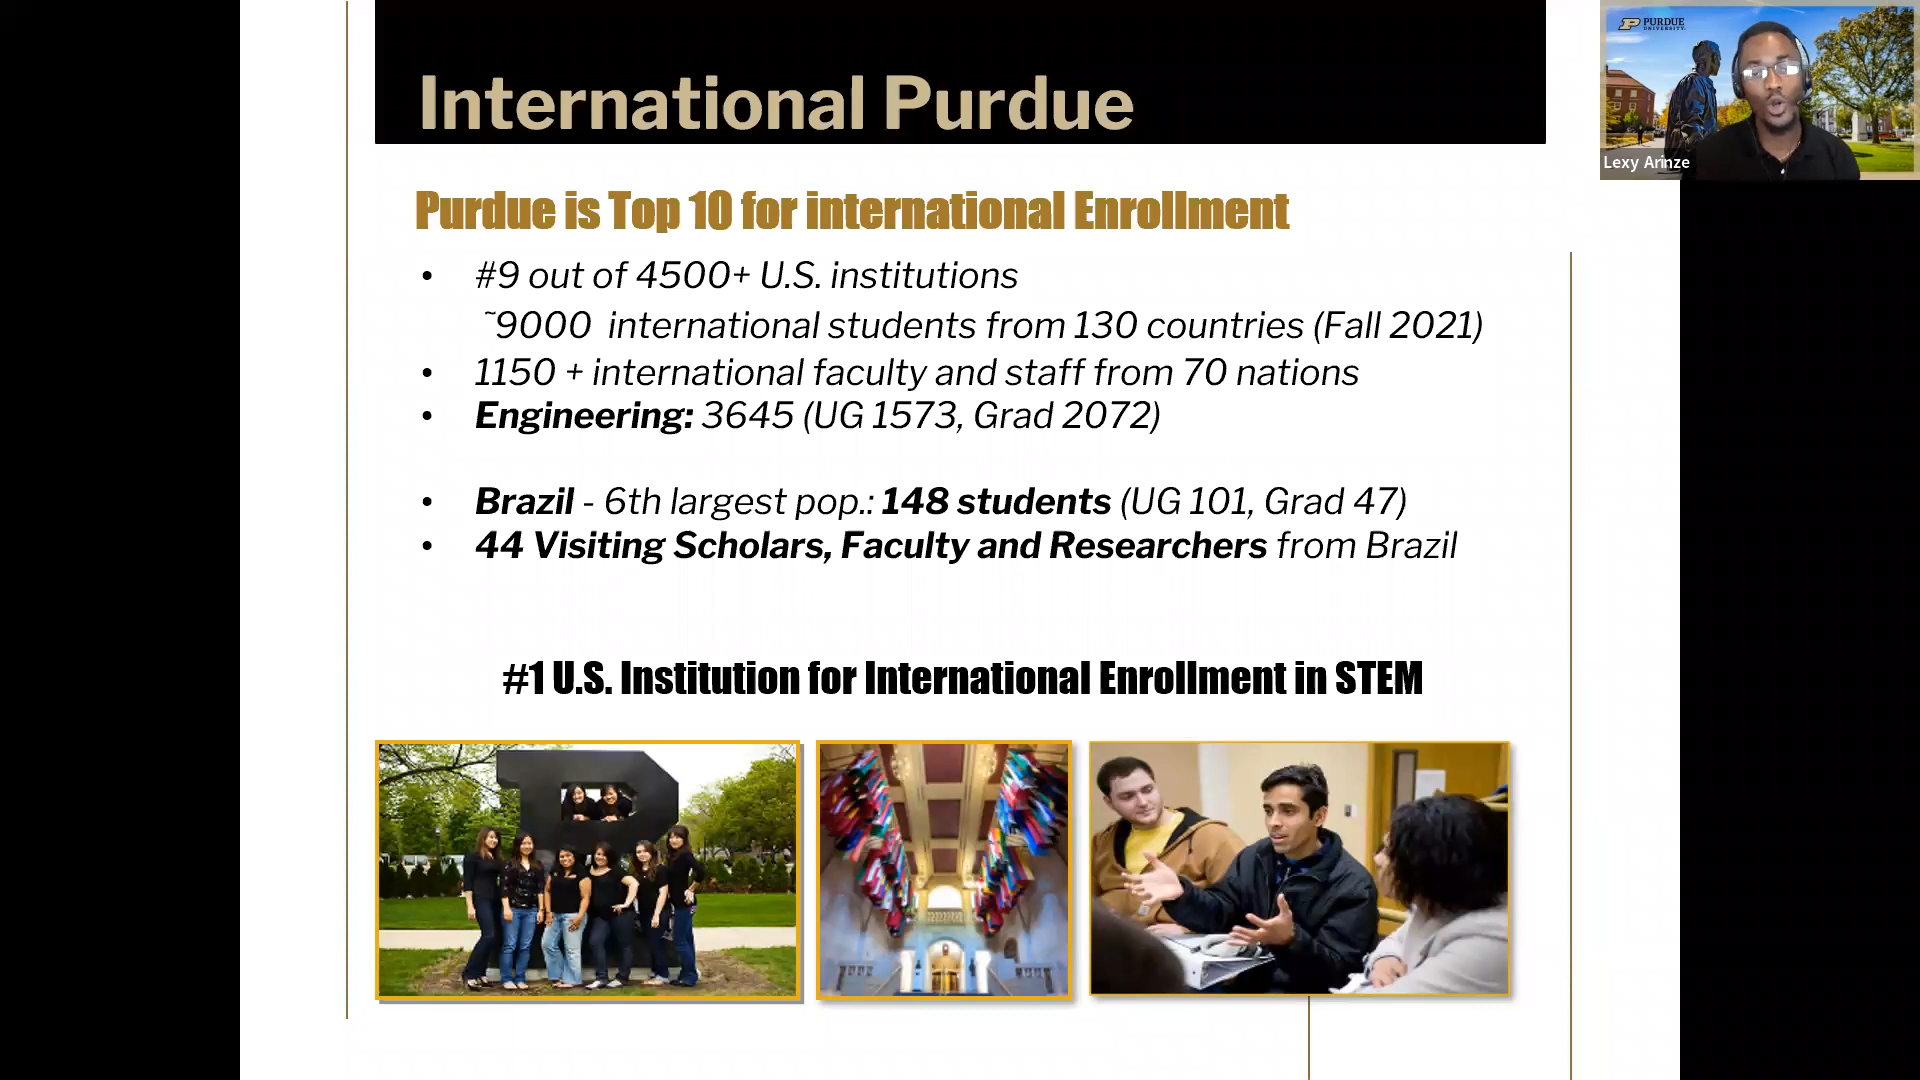 International Purdue
PURDUE
UNIVERSITY
Lexy Arinze
Purdue is Top 10 for international Enrollment
• #9 out of 4500+ U.S. institutions
~9000 international students from 130 countries (Fall 2021)
• 1150 + international faculty and staff from 70 nations
• Engineering: 3645 (UG 1573, Grad 2072)
• Brazil - 6th largest pop.: 148 students (UG 101, Grad 47)
• 44 Visiting Scholars, Faculty and Researchers from Brazil
#1 U.S. Institution for International Enrollment in STEM